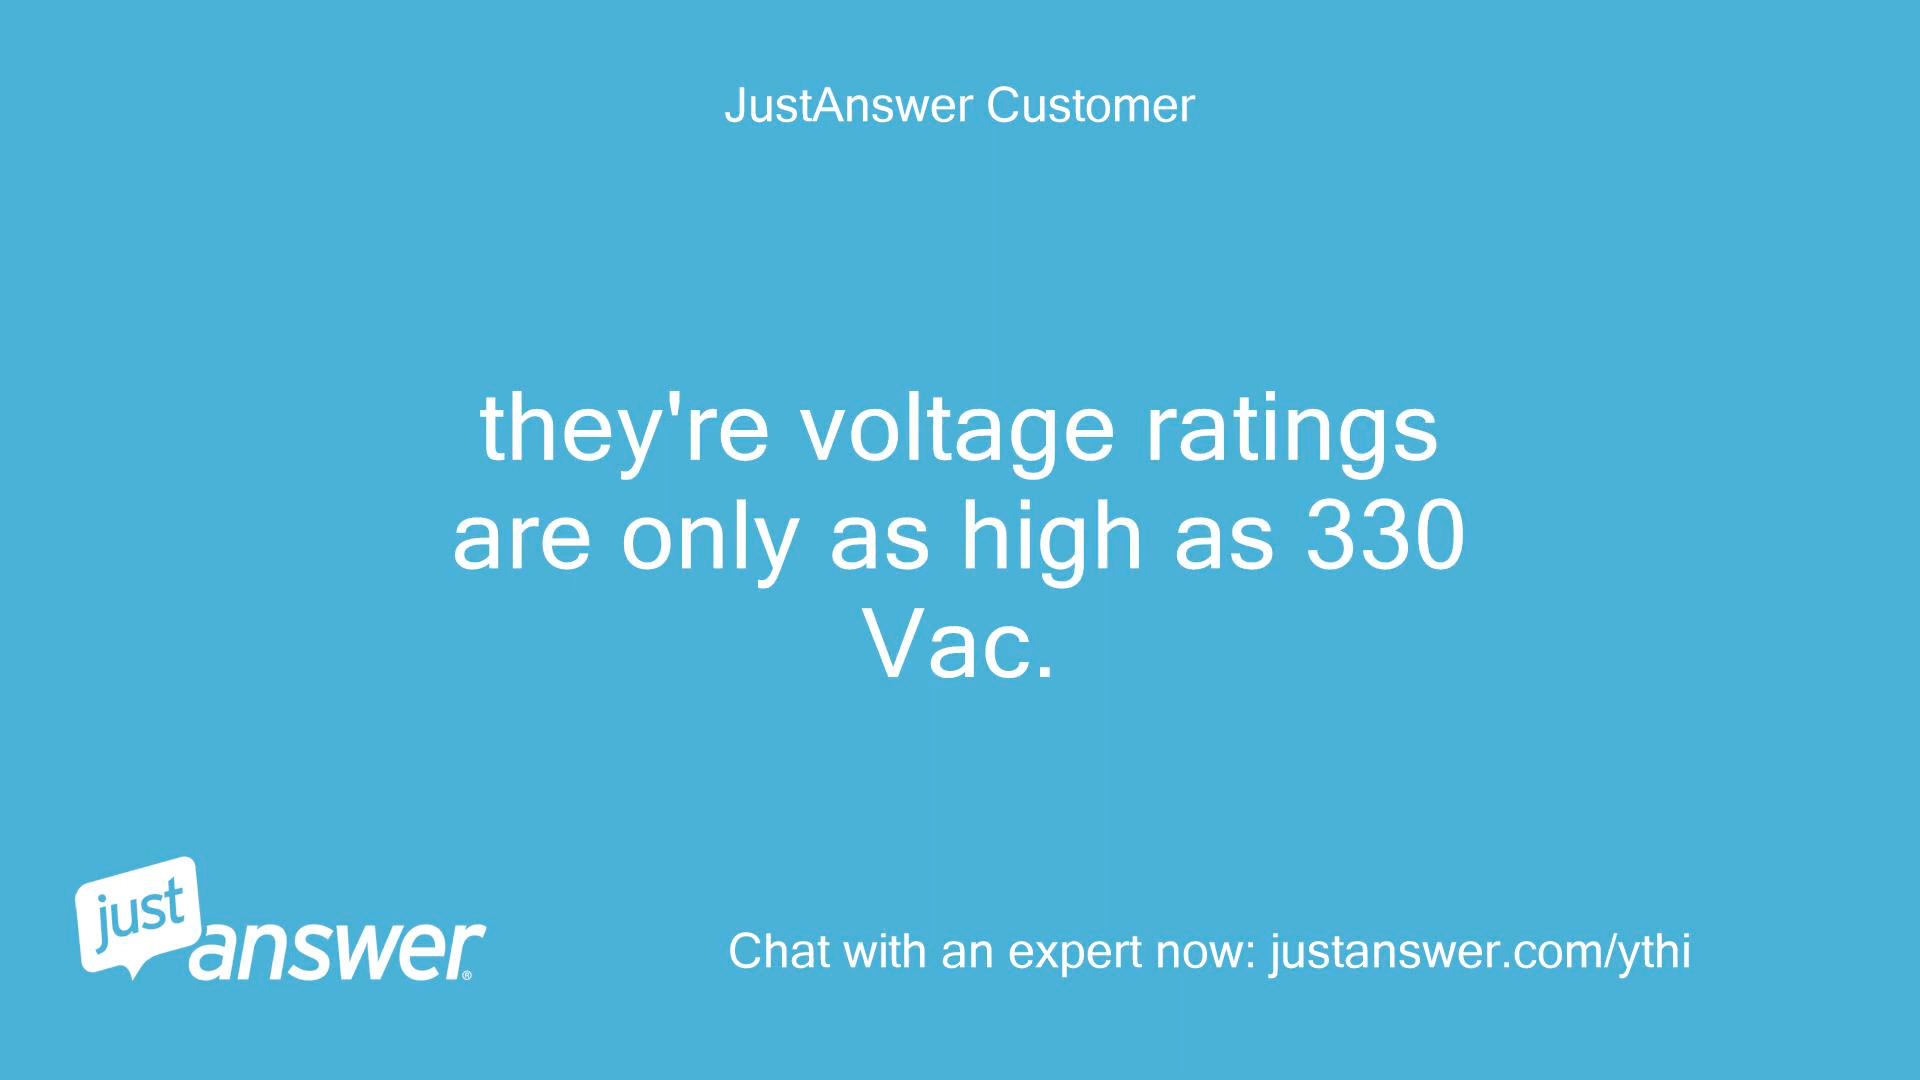 JustAnswer Customer
they're voltage ratings
are only as high as 330
Vac.
just
answer®
Chat with an expert now: justanswer.com/ythi